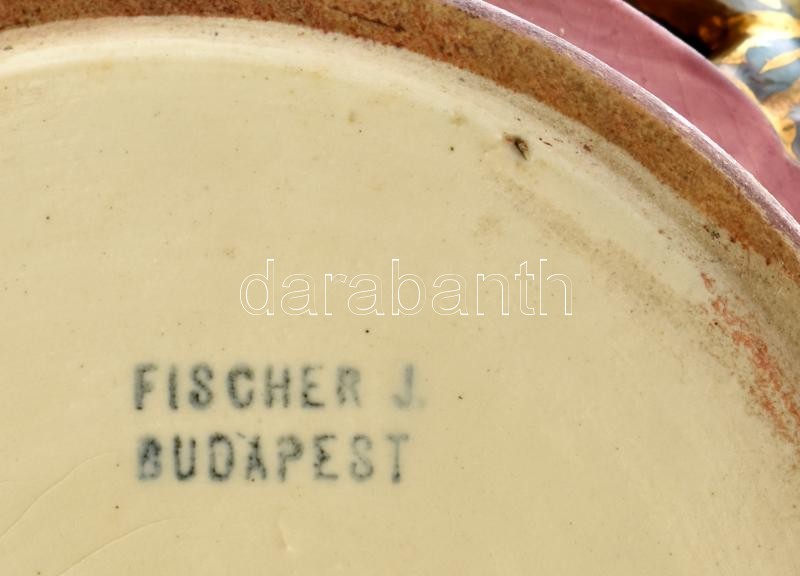 darabanth
FISCHER J.
BUDAPEST